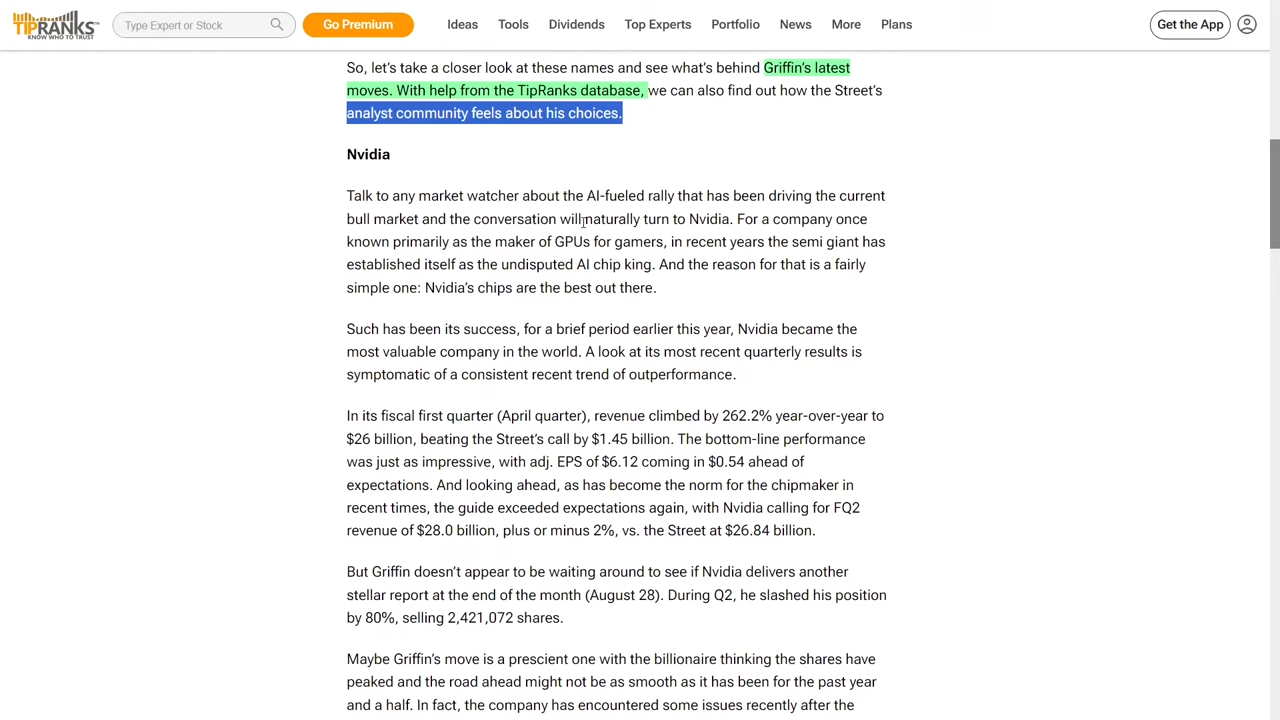 TIPRANKS
KNOW WHO TO TRUST
Type Expert or Stock
Go Premium
Ideas
Tools
Dividends
Top Experts
Portfolio
News
More
Plans
Get the App
So, let’s take a closer look at these names and see what’s behind Griffin’s latest
moves. With help from the TipRanks database, we can also find out how the Street’s
analyst community feels about his choices.
Nvidia
Talk to any market watcher about the AI-fueled rally that has been driving the current
bull market and the conversation will naturally turn to Nvidia. For a company once
known primarily as the maker of GPUs for gamers, in recent years the semi giant has
established itself as the undisputed AI chip king. And the reason for that is a fairly
simple one: Nvidia’s chips are the best out there.
Such has been its success, for a brief period earlier this year, Nvidia became the
most valuable company in the world. A look at its most recent quarterly results is
symptomatic of a consistent recent trend of outperformance.
In its fiscal first quarter (April quarter), revenue climbed by 262.2% year-over-year to
$26 billion, beating the Street’s call by $1.45 billion. The bottom-line performance
was just as impressive, with adj. EPS of $6.12 coming in $0.54 ahead of
expectations. And looking ahead, as has become the norm for the chipmaker in
recent times, the guide exceeded expectations again, with Nvidia calling for FQ2
revenue of $28.0 billion, plus or minus 2%, vs. the Street at $26.84 billion.
But Griffin doesn’t appear to be waiting around to see if Nvidia delivers another
stellar report at the end of the month (August 28). During Q2, he slashed his position
by 80%, selling 2,421,072 shares.
Maybe Griffin’s move is a prescient one with the billionaire thinking the shares have
peaked and the road ahead might not be as smooth as it has been for the past year
and a half. In fact, the company has encountered some issues recently after the